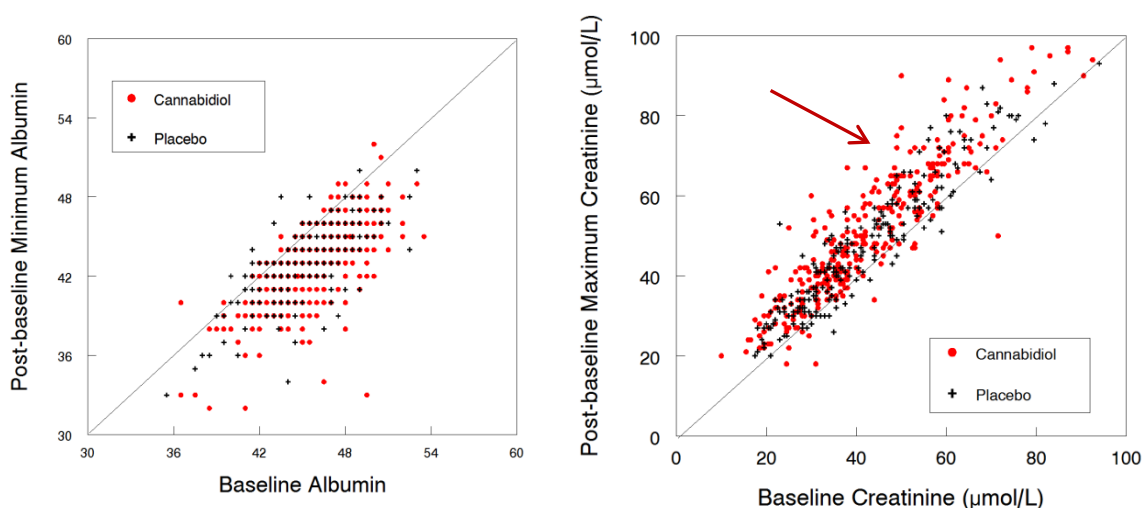 Post-baseline Minimum Albumin
60
54
48
42
36
30
Cannabidiol
Placebo
30 36 42 48 54 60
Baseline Albumin
Post-baseline Maximum Creatinine (µmol/L)
100
80
60
40
20
0
Cannabidiol
Placebo
0 20 40 60 80 100
Baseline Creatinine (µmol/L)